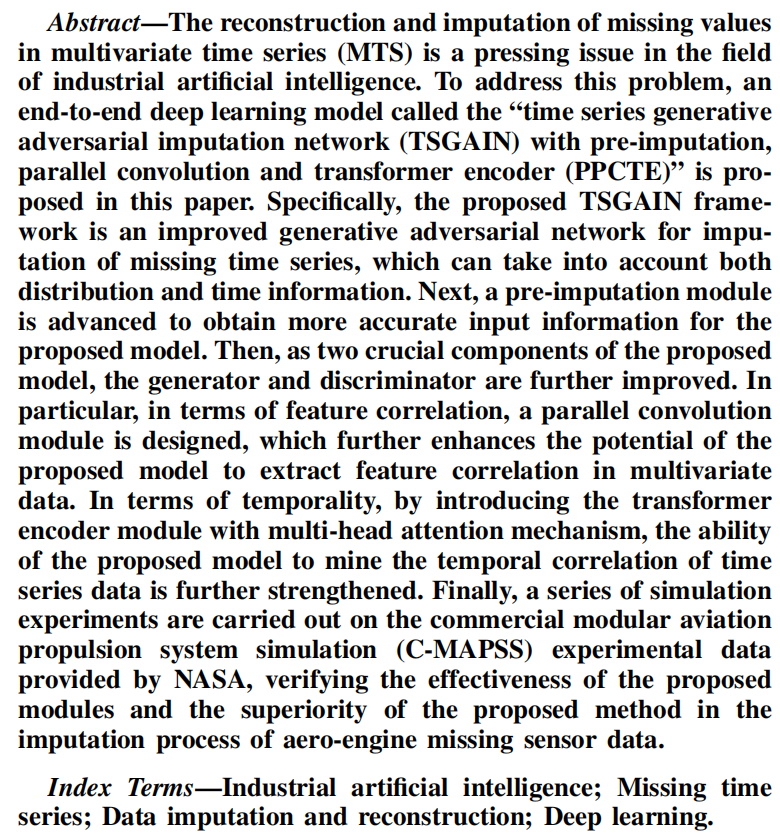 Abstract—The reconstruction and imputation of missing values
in multivariate time series (MTS) is a pressing issue in the field
of industrial artificial intelligence. To address this problem, an
end-to-end deep learning model called the “time series generative
adversarial imputation network (TSGAIN) with pre-imputation,
parallel convolution and transformer encoder (PPCTE)” is pro-
posed in this paper. Specifically, the proposed TSGAIN frame-
work is an improved generative adversarial network for impu-
tation of missing time series, which can take into account both
distribution and time information. Next, a pre-imputation module
is advanced to obtain more accurate input information for the
proposed model. Then, as two crucial components of the proposed
model, the generator and discriminator are further improved. In
particular, in terms of feature correlation, a parallel convolution
module is designed, which further enhances the potential of the
proposed model to extract feature correlation in multivariate
data. In terms of temporality, by introducing the transformer
encoder module with multi-head attention mechanism, the ability
of the proposed model to mine the temporal correlation of time
series data is further strengthened. Finally, a series of simulation
experiments are carried out on the commercial modular aviation
propulsion system simulation (C-MAPSS) experimental data
provided by NASA, verifying the effectiveness of the proposed
modules and the superiority of the proposed method in the
imputation process of aero-engine missing sensor data.
Index Terms—Industrial artificial intelligence; Missing time
series; Data imputation and reconstruction; Deep learning.